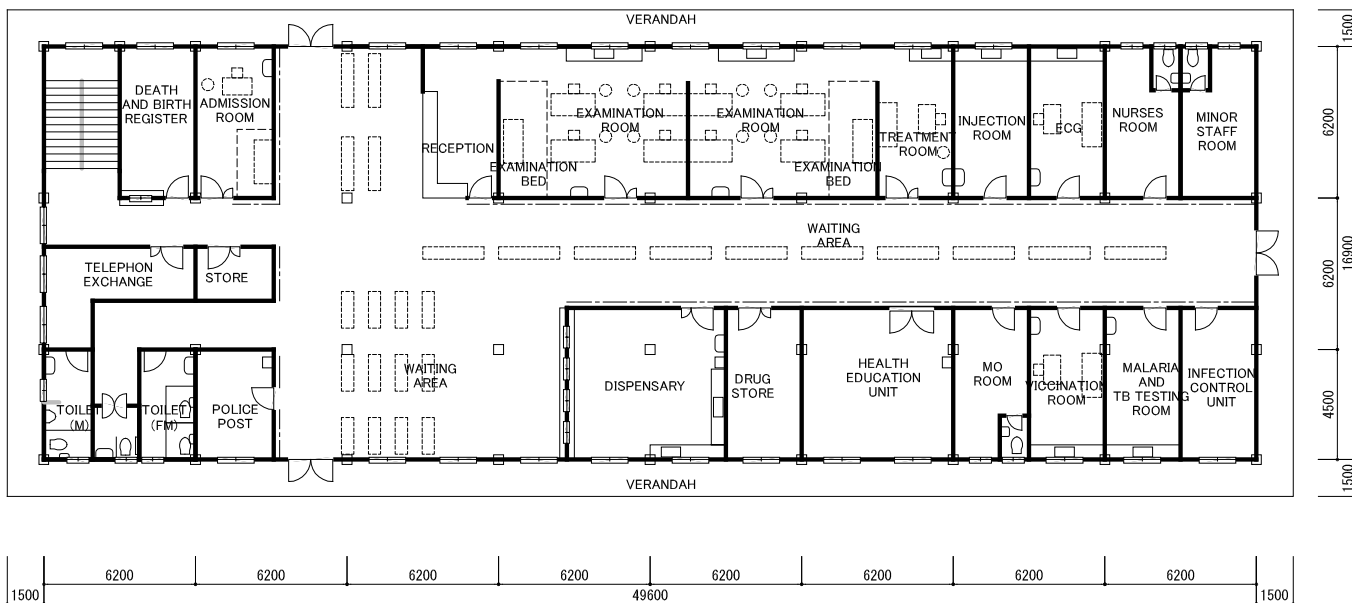 VERANDAH
DEATH
AND BIRTH
REGISTER
ADMISSION
ROOM
RECEPTION
EXAMINATION
BED
EXAMINATION
ROOM
EXAMINATION
ROOM
EXAMINATION
BED
TREATMENT
ROOM
INJECTION
ROOM
ECG
NURSES
ROOM
MINOR
STAFF
ROOM
WAITING
AREA
TELEPHON
EXCHANGE
STORE
TOILET
(M)
TOILET
(FM)
POLICE
POST
WAITING
AREA
DISPENSARY
DRUG
STORE
HEALTH
EDUCATION
UNIT
MO
ROOM
VICCINATION
ROOM
MALARIA
AND
TB TESTING
ROOM
INFECTION
CONTROL
UNIT
VERANDAH
1500
6200
6200
16900
4500
1500
6200
6200
6200
6200
6200
6200
6200
6200
1500
49600
1500